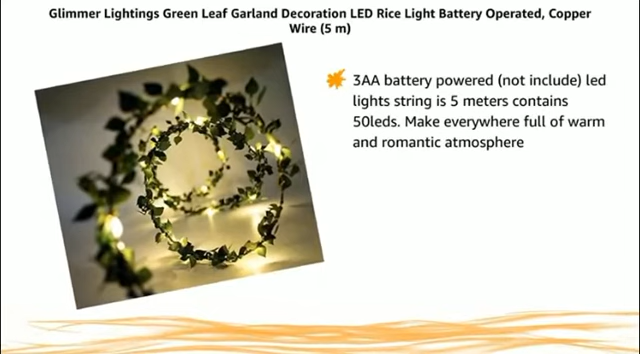 Glimmer Lightings Green Leaf Garland Decoration LED Rice Light Battery Operated, Copper
Wire (5 m)
3AA battery powered (not include) led
lights string is 5 meters contains
50leds. Make everywhere full of warm
and romantic atmosphere